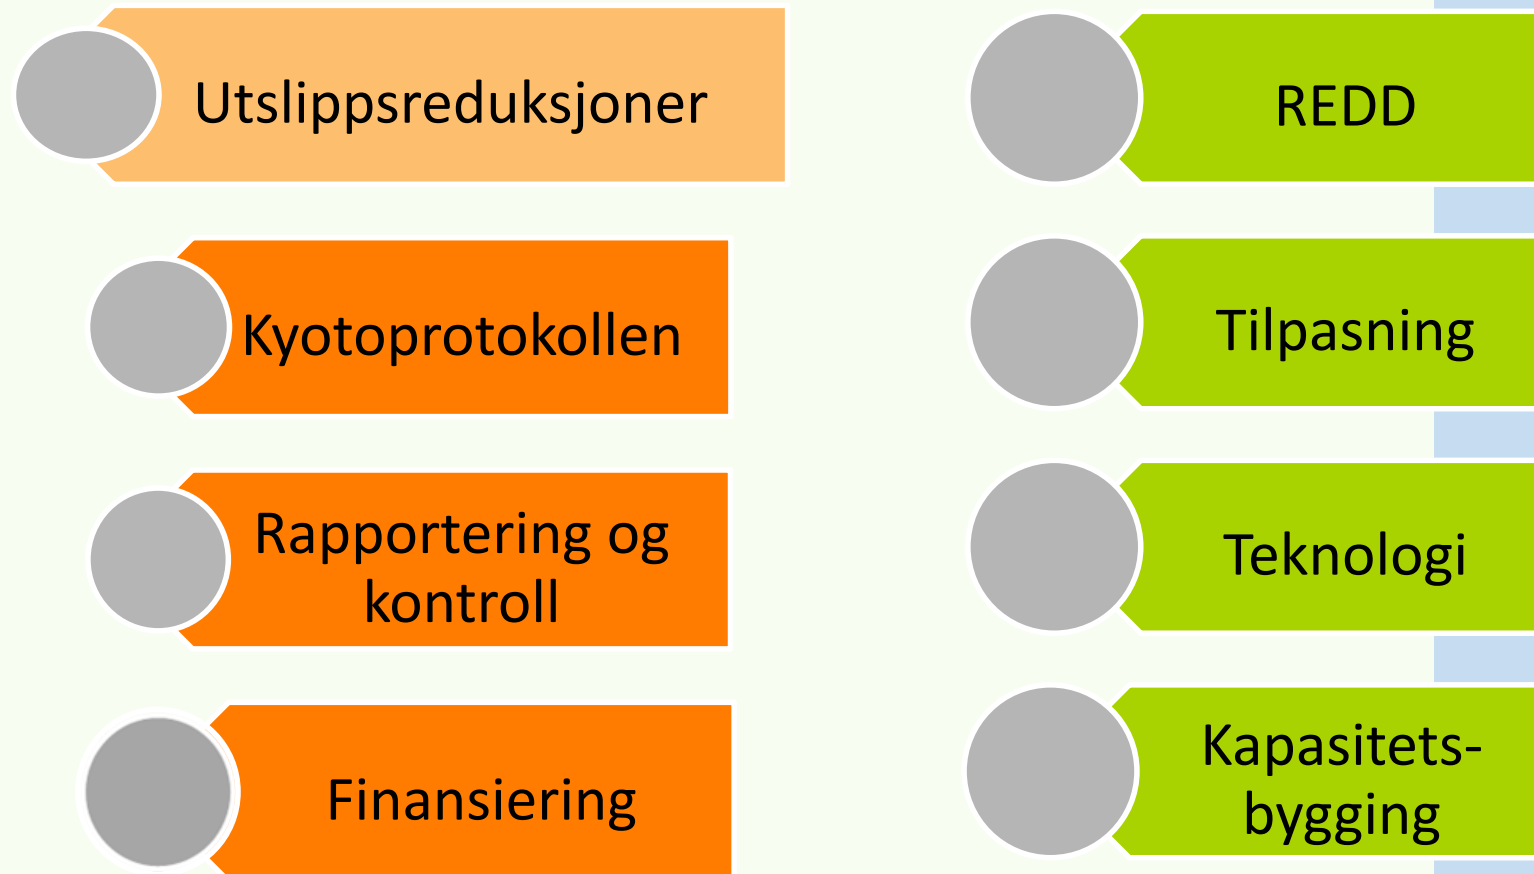 Utslippsreduksjoner
Kyotoprotokollen
Rapportering og
kontroll
Finansiering
REDD
Tilpasning
Teknologi
Kapasitets-
bygging